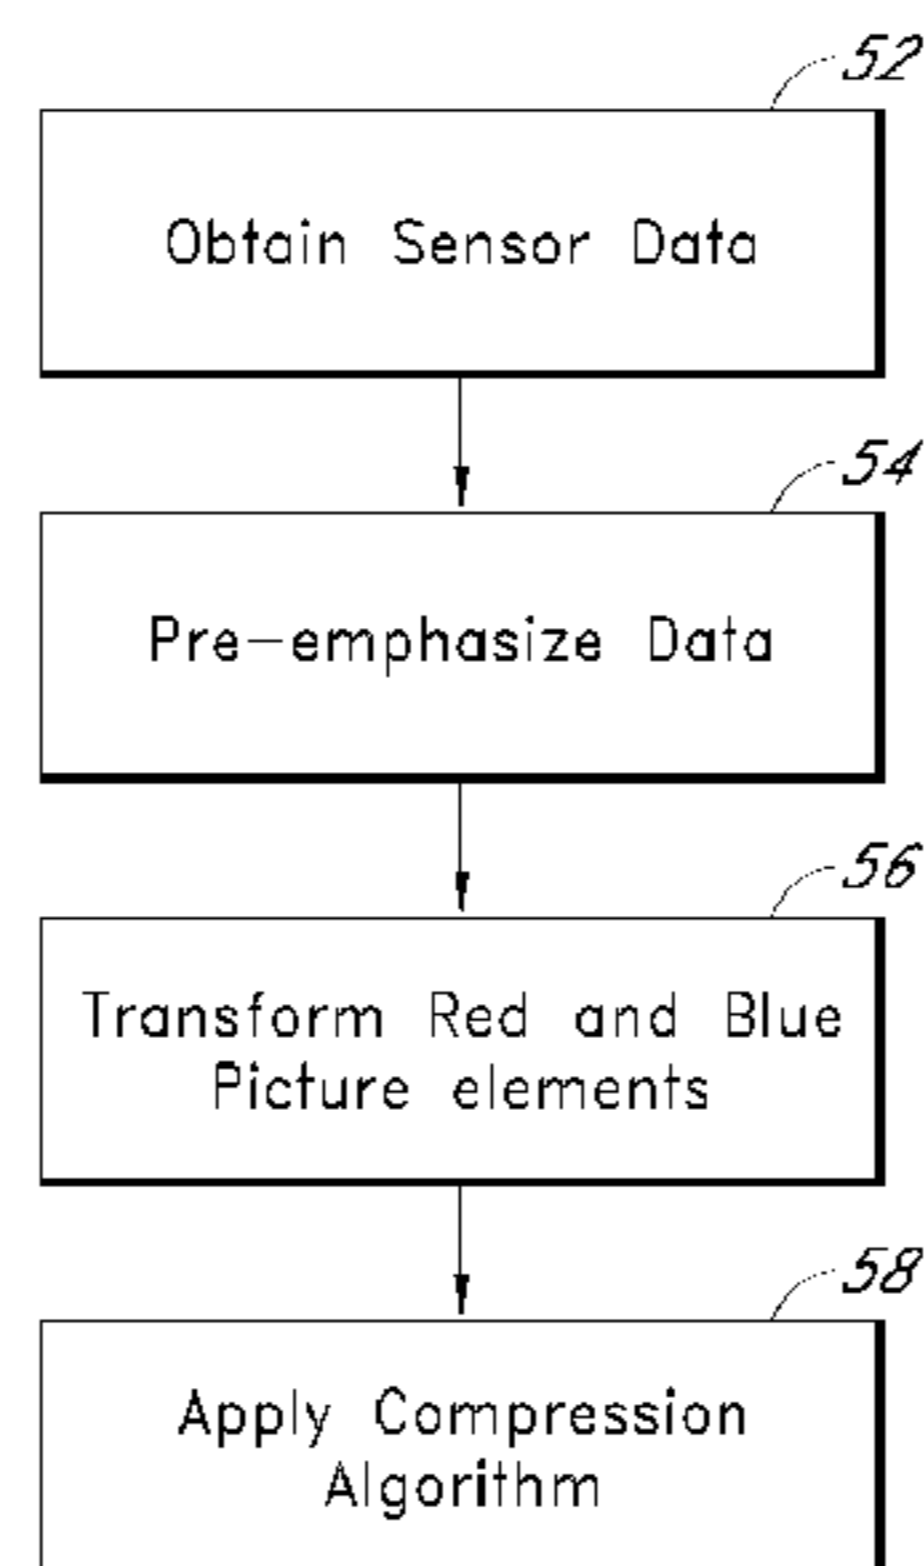 52
Obtain Sensor Data
54
Pre-emphasize Data
56
Transform Red and Blue
Picture elements
58
Apply Compression
Algorithm